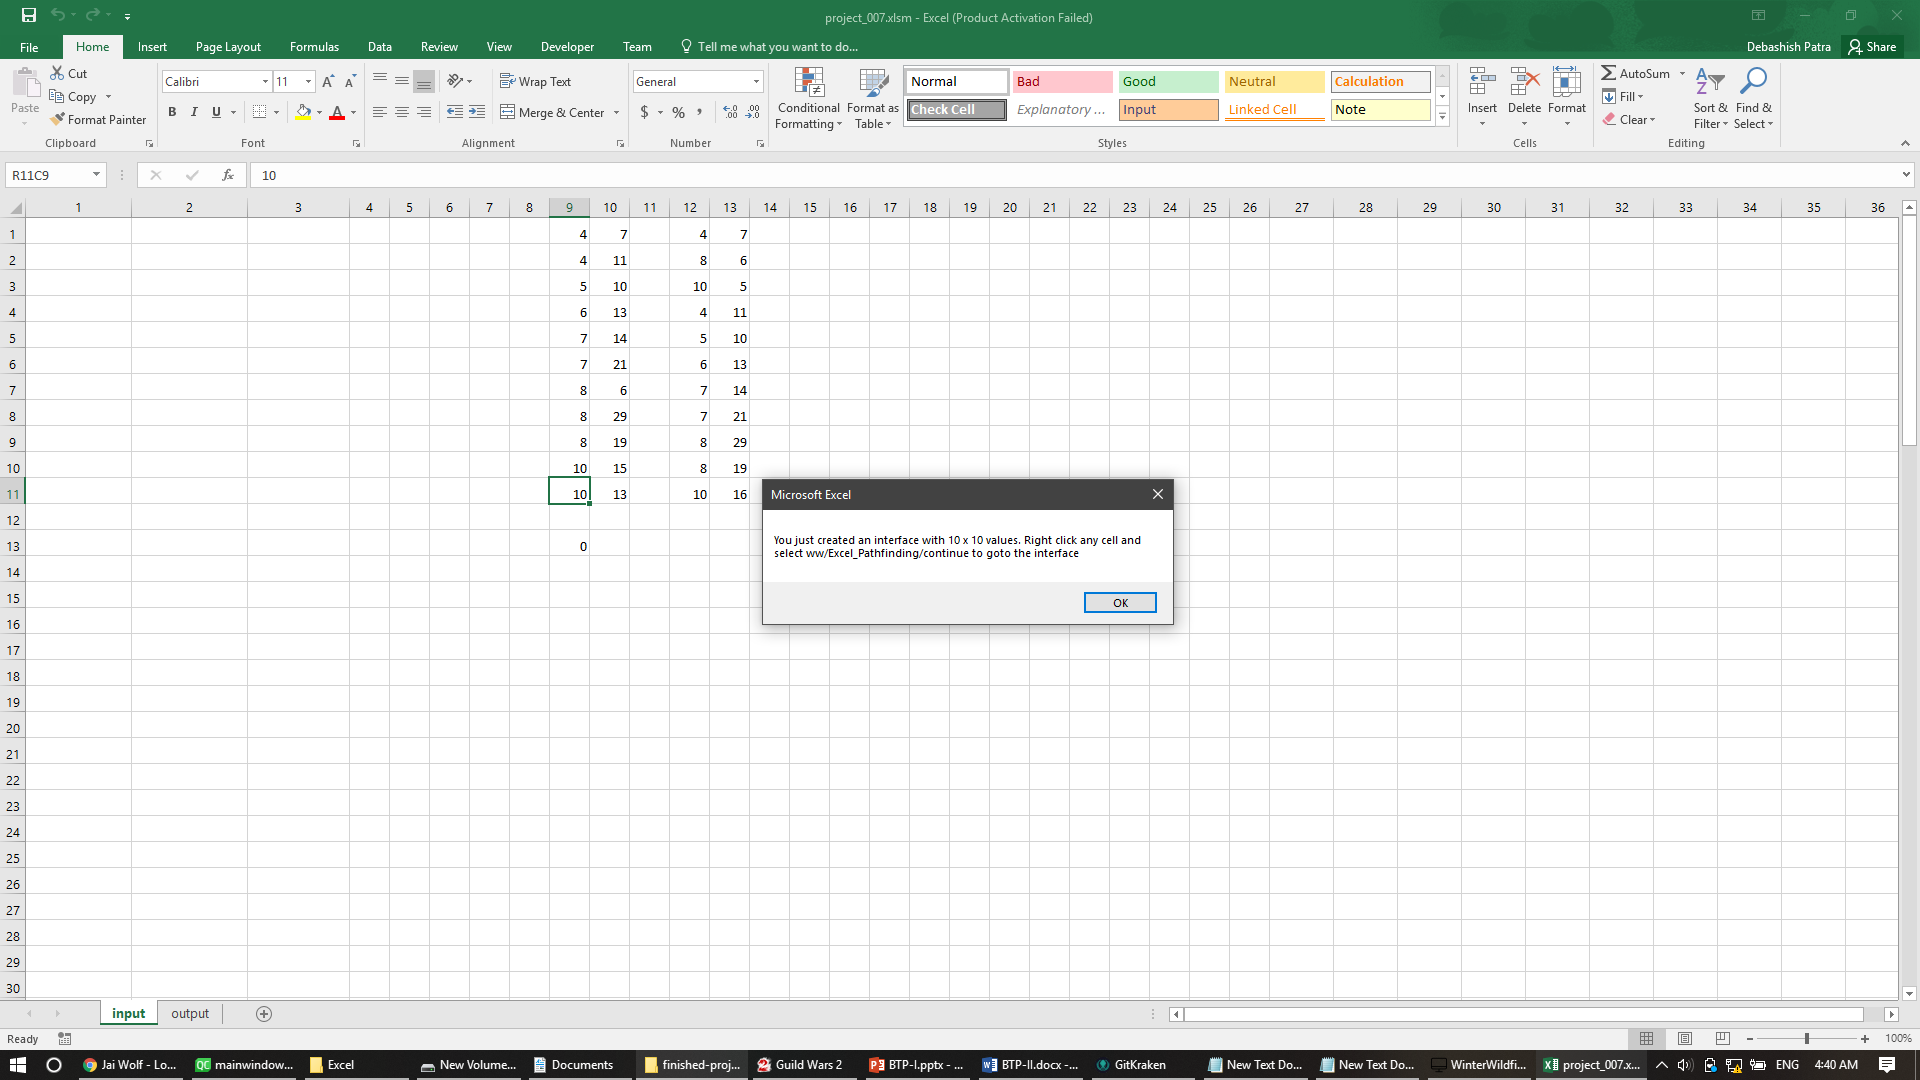 project_007.xlsm - Excel (Product Activation Failed)
File Home Insert Page Layout Formulas Data Review View Developer Team Tell me what you want to do... Debashish Patra Share
Paste Cut Copy Format Painter Clipboard
Calibri 11 B I U A Font
Wrap Text Merge & Center Alignment
General $ % , Number
Conditional Formatting Format as Table
Normal Bad Good Neutral Calculation
Check Cell Explanatory ... Input Linked Cell Note
Styles
Insert Delete Format Cells
AutoSum Fill Clear Sort & Filter Find & Select Editing
R11C9 fx 10
1 2 3 4 5 6 7 8 9 10 11 12 13 14 15 16 17 18 19 20 21 22 23 24 25 26 27 28 29 30 31 32 33 34 35 36
1 4 7 4 7
2 4 11 8 6
3 5 10 10 5
4 6 13 4 11
5 7 14 5 10
6 7 21 6 13
7 8 6 7 14
8 8 29 7 21
9 8 19 8 29
10 10 15 8 19
11 10 13 10 16
12
13 0
14
15
16
17
18
19
20
21
22
23
24
25
26
27
28
29
30
Microsoft Excel
You just created an interface with 10 x 10 values. Right click any cell and
select ww/Excel_Pathfinding/continue to goto the interface
OK
input output
Ready 100%
Jai Wolf - Lo... mainwindow... Excel New Volume... Documents finished-proj... Guild Wars 2 BTP-I.pptx - ... BTP-II.docx -... GitKraken New Text Do... New Text Do... WinterWildfi... project_007.x... ENG 4:40 AM